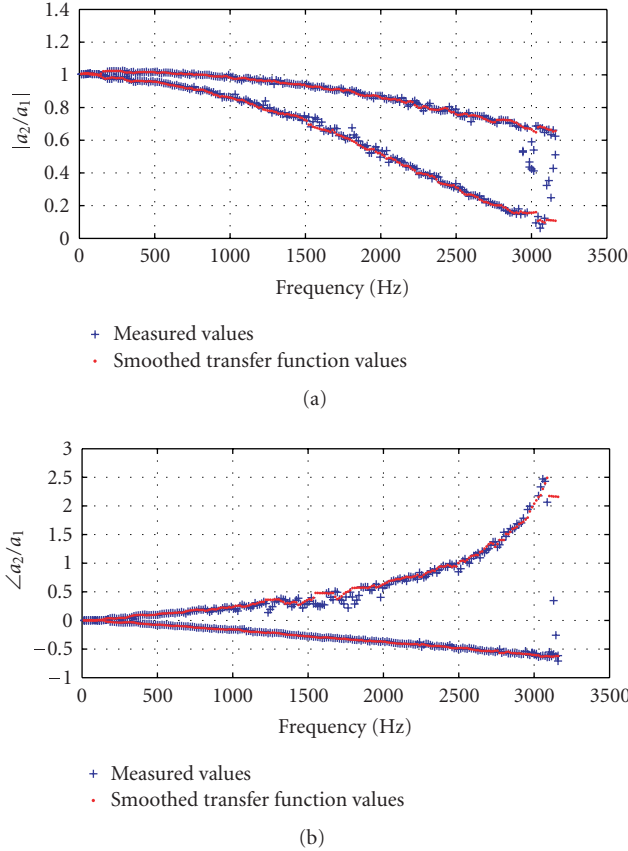 1.4
1.2
1
0.8
0.6
0.4
0.2
0
|a2/a1|
0 500 1000 1500 2000 2500 3000 3500
Frequency (Hz)
+ Measured values
· Smoothed transfer function values
(a)
3
2.5
2
1.5
1
0.5
0
−0.5
−1
∠a2/a1
0 500 1000 1500 2000 2500 3000 3500
Frequency (Hz)
+ Measured values
· Smoothed transfer function values
(b)